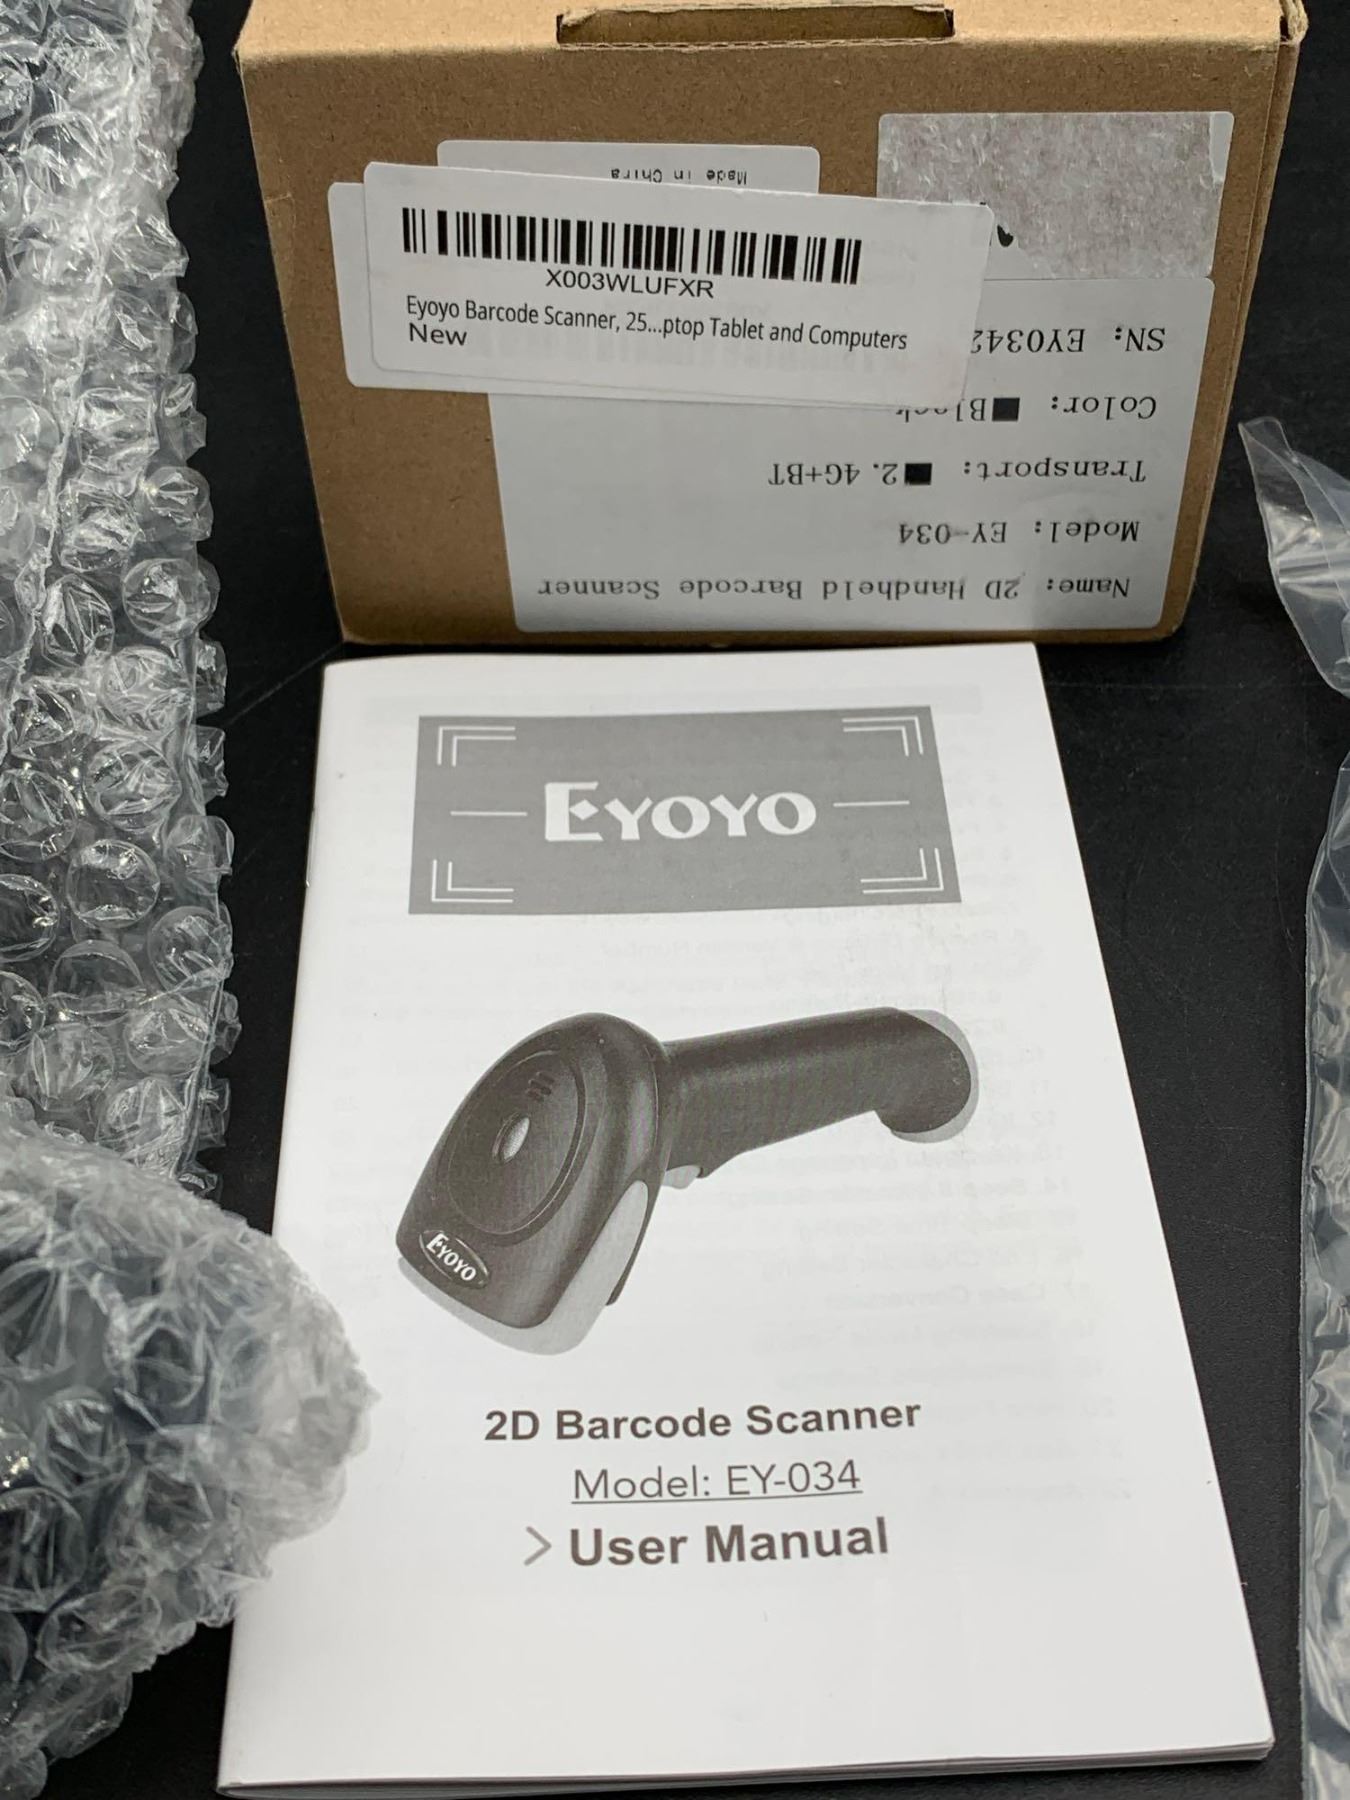 Made in China
X003WLUFXR
Eyoyo Barcode Scanner, 25...ptop Tablet and Computers
New
Name: 2D Handheld Barcode Scanner
Model: EY-034
Transport: ■2.4G+BT
Color: ■Black
SN: EY0342
EYOYO
EYOYO
2D Barcode Scanner
Model: EY-034
> User Manual